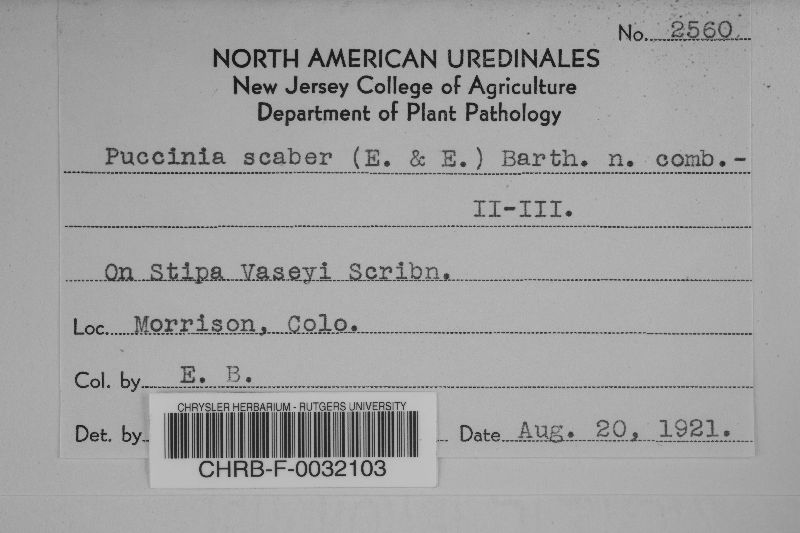 No. 2560
NORTH AMERICAN UREDINALES
New Jersey College of Agriculture
Department of Plant Pathology
Puccinia scaber (E. & E.) Barth. n. comb.-
II-III.
On Stipa Vaseyi Scribn.
Loc. Morrison, Colo.
Col. by E. B.
Det. by Date Aug. 20, 1921.
CHRYSLER HERBARIUM - RUTGERS UNIVERSITY
CHRB-F-0032103